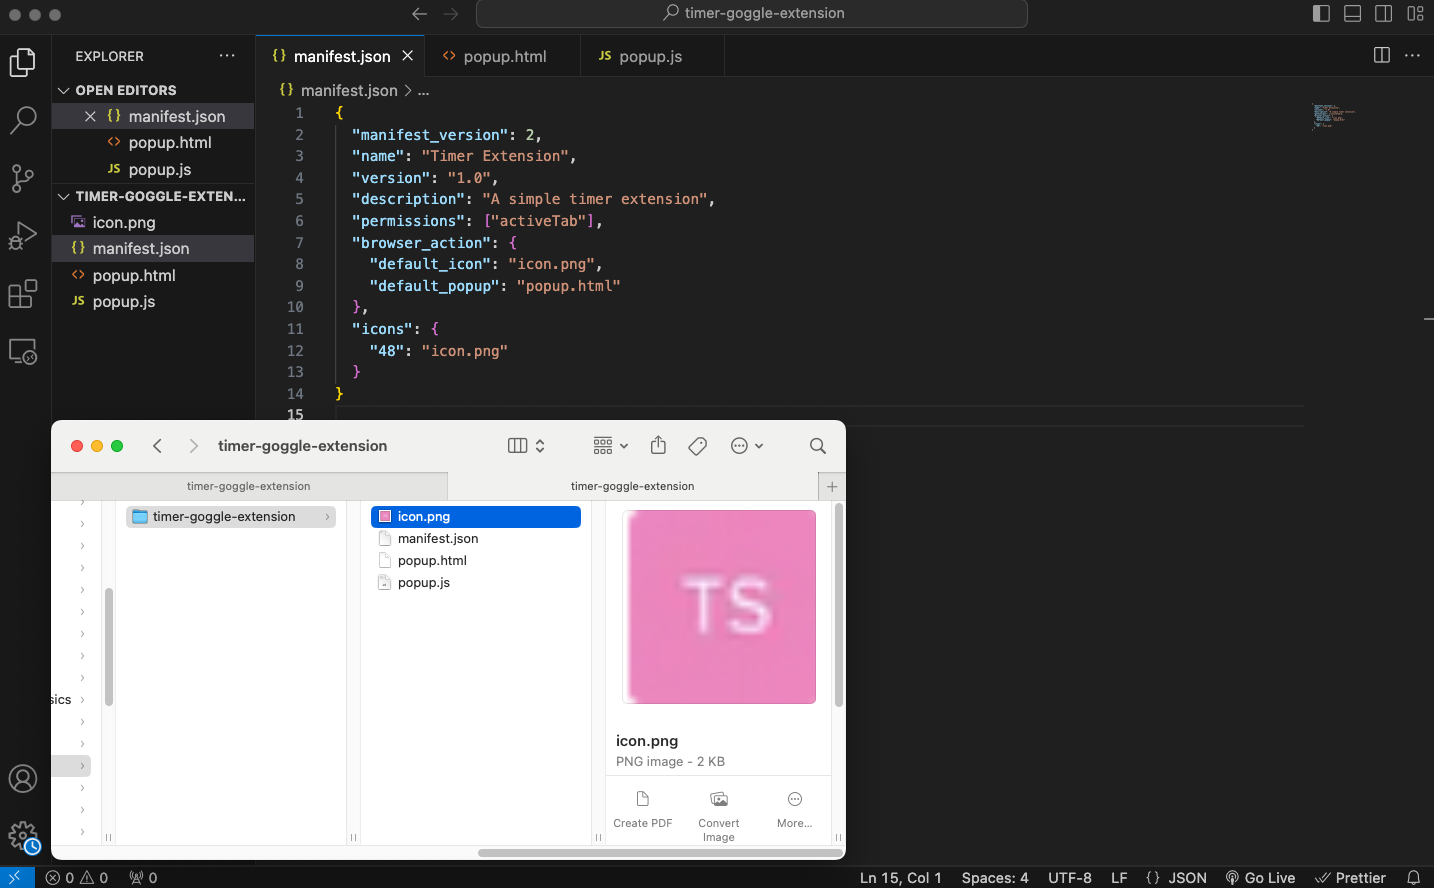 timer-goggle-extension
EXPLORER
manifest.json
popup.html
JS popup.js
OPEN EDITORS
manifest.json
popup.html
JS popup.js
TIMER-GOGGLE-EXTEN...
icon.png
manifest.json
popup.html
JS popup.js
{} manifest.json > ...
1 {
2 "manifest_version": 2,
3 "name": "Timer Extension",
4 "version": "1.0",
5 "description": "A simple timer extension",
6 "permissions": ["activeTab"],
7 "browser_action": {
8 "default_icon": "icon.png",
9 "default_popup": "popup.html"
10 },
11 "icons": {
12 "48": "icon.png"
13 }
14 }
15
timer-goggle-extension
timer-goggle-extension
timer-goggle-extension
timer-goggle-extension
icon.png
manifest.json
popup.html
popup.js
sics
TS
icon.png
PNG image - 2 KB
Create PDF
Convert Image
More...
0 0 0
Ln 15, Col 1
Spaces: 4
UTF-8
LF
{} JSON
Go Live
Prettier